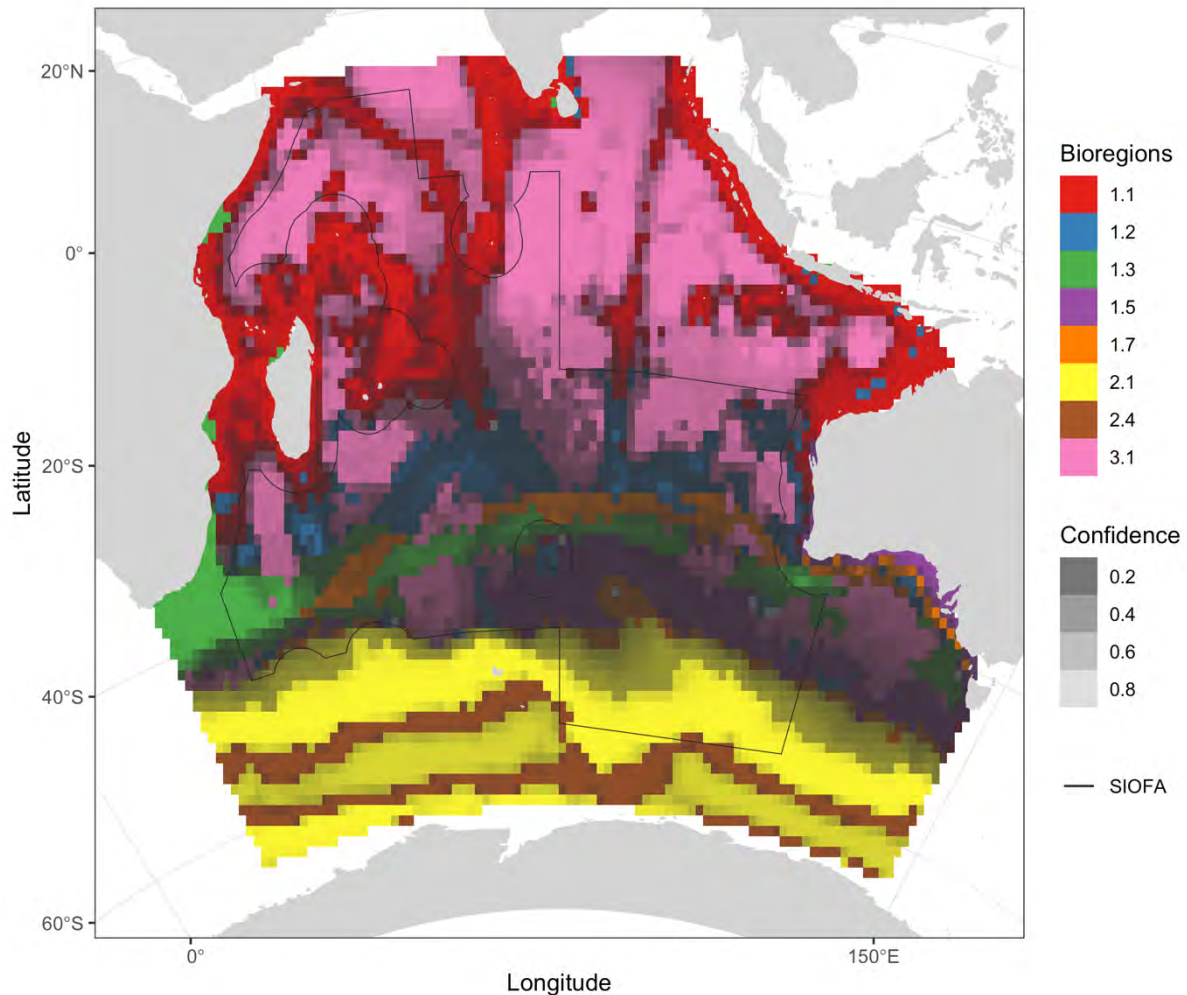 20°N
0°
20°S
40°S
60°S
Latitude
0°
150°E
Longitude
Bioregions
1.1
1.2
1.3
1.5
1.7
2.1
2.4
3.1
Confidence
0.2
0.4
0.6
0.8
SIOFA